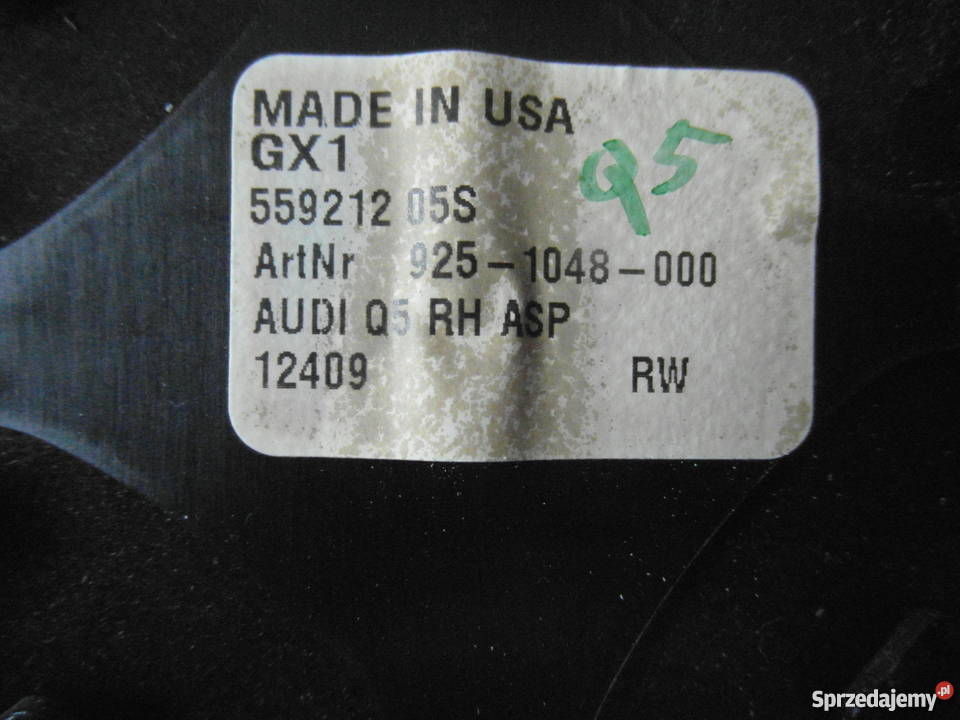 MADE IN USA
Q5
GX1
559212 05S
ArtNr 925-1048-000
AUDI Q5 RH ASP
12409 RW
Sprzedajemy.pl